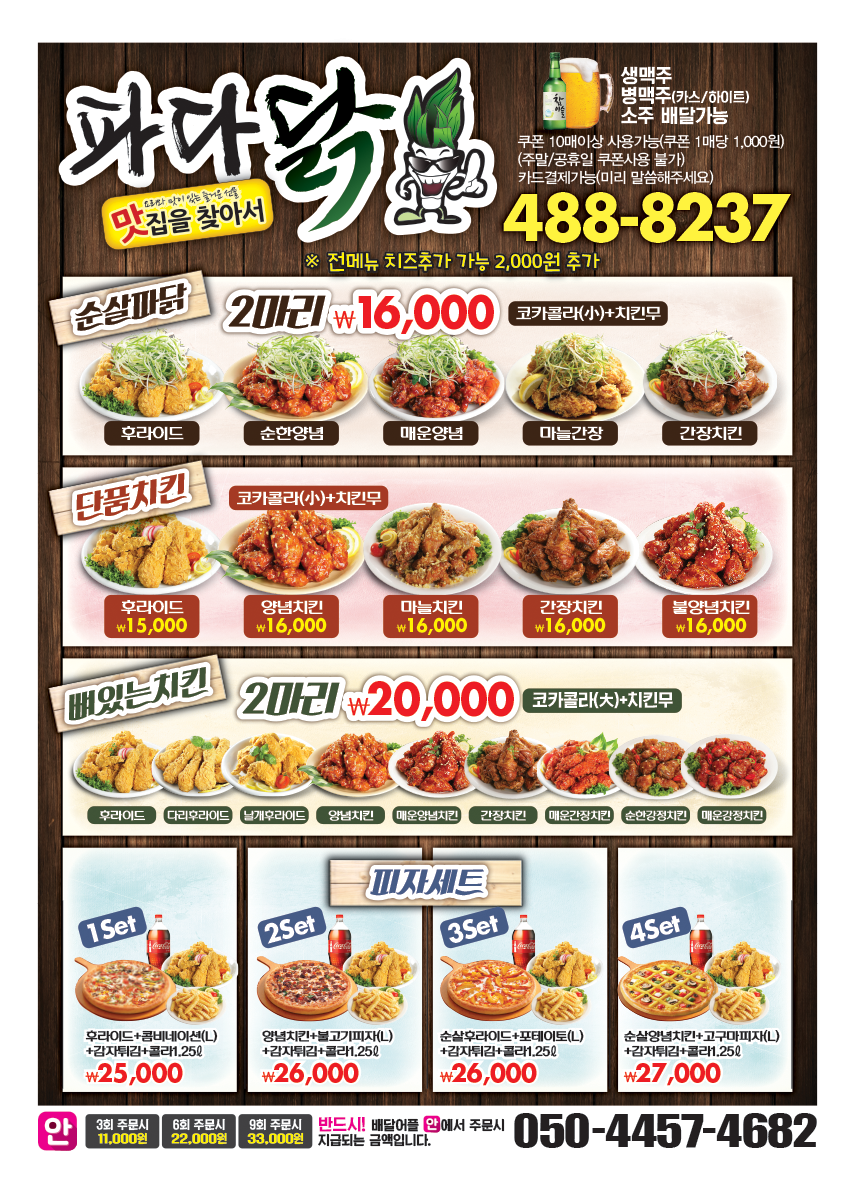 파다닭
요리와 맛이 있는 즐거운 선물
맛집을 찾아서
참이슬
생맥주
병맥주(카스/하이트)
소주 배달가능
쿠폰 10매이상 사용가능(쿠폰 1매당 1,000원)
(주말/공휴일 쿠폰사용 불가)
카드결제가능(미리 말씀해주세요)
488-8237
※ 전메뉴 치즈추가 가능 2,000원 추가
순살파닭
2마리 ₩16,000
코카콜라(小)+치킨무
후라이드
순한양념
매운양념
마늘간장
간장치킨
단품치킨
코카콜라(小)+치킨무
후라이드
₩15,000
양념치킨
₩16,000
마늘치킨
₩16,000
간장치킨
₩16,000
불양념치킨
₩16,000
뼈있는치킨
2마리 ₩20,000
코카콜라(大)+치킨무
후라이드
다리후라이드
날개후라이드
양념치킨
매운양념치킨
간장치킨
매운간장치킨
순한강정치킨
매운강정치킨
피자세트
1Set
Coca-Cola
후라이드+콤비네이션(L)
+감자튀김+콜라1.25ℓ
₩25,000
2Set
Coca-Cola
양념치킨+불고기피자(L)
+감자튀김+콜라1.25ℓ
₩26,000
3Set
Coca-Cola
순살후라이드+포테이토(L)
+감자튀김+콜라1.25ℓ
₩26,000
4Set
Coca-Cola
순살양념치킨+고구마피자(L)
+감자튀김+콜라1.25ℓ
₩27,000
안
3회 주문시
11,000원
6회 주문시
22,000원
9회 주문시
33,000원
반드시! 배달어플 안에서 주문시
지급되는 금액입니다.
050-4457-4682